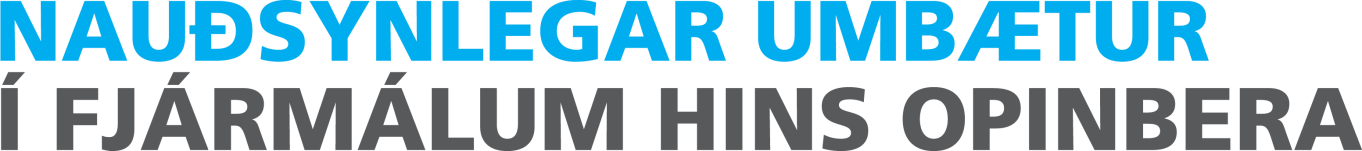 NAUÐSYNLEGAR UMBÆTUR
Í FJÁRMÁLUM HINS OPINBERA